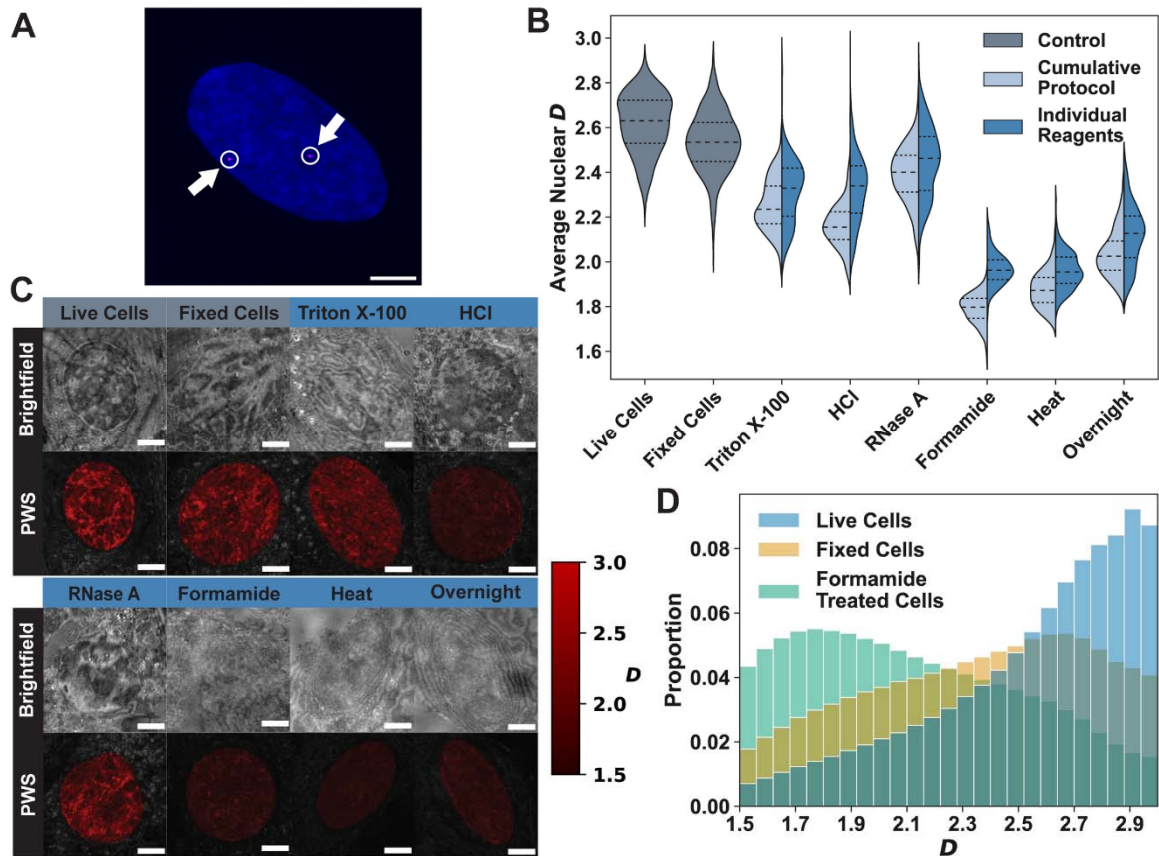 A
B
Average Nuclear D
3.0
2.8
2.6
2.4
2.2
2.0
1.8
1.6
Control
Cumulative
Protocol
Individual
Reagents
Live Cells
Fixed Cells
Triton X-100
HCl
RNase A
Formamide
Heat
Overnight
C
Live Cells Fixed Cells Triton X-100 HCl
Brightfield
PWS
RNase A Formamide Heat Overnight
Brightfield
PWS
3.0
2.5
2.0
1.5
D
D
Proportion
0.08
0.06
0.04
0.02
0.00
Live Cells
Fixed Cells
Formamide
Treated Cells
1.5 1.7 1.9 2.1 2.3 2.5 2.7 2.9
D